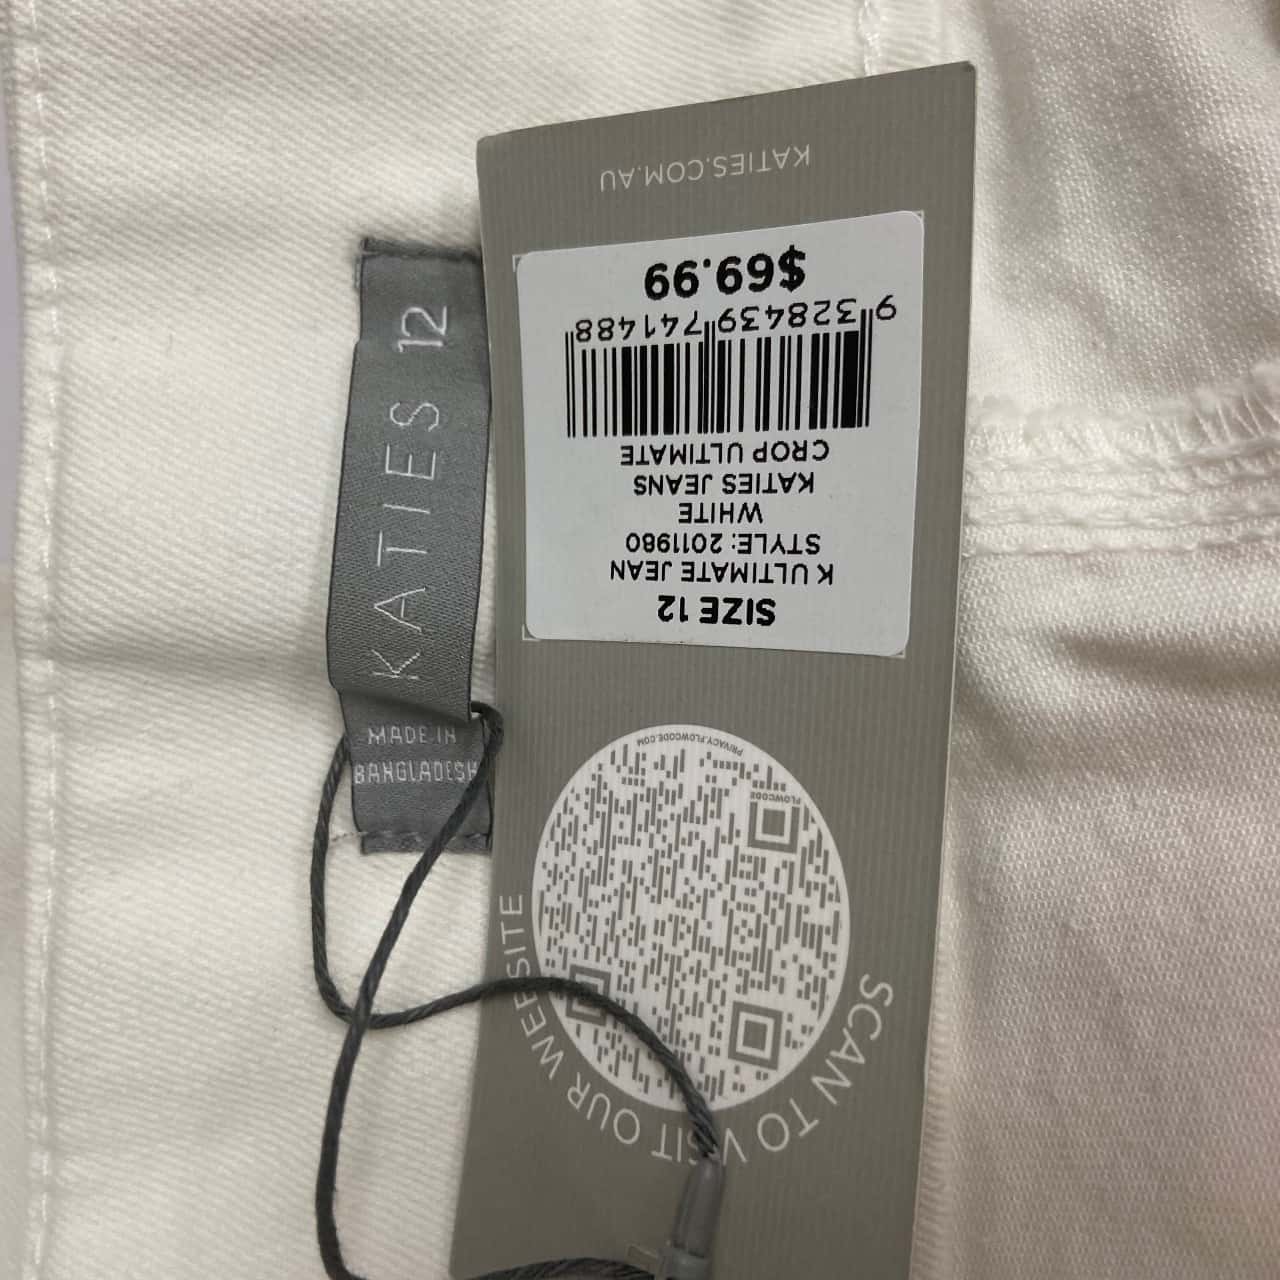 KATIES 12
MADE IN
BANGLADESH
SCAN TO VISIT OUR WEBSITE
FLOWCODE
PRIVACY.FLOWCODE.COM
SIZE 12
K ULTIMATE JEAN
STYLE: 2011980
WHITE
KATIES JEANS
CROP ULTIMATE
9 328439 741488
$69.99
KATIES.COM.AU